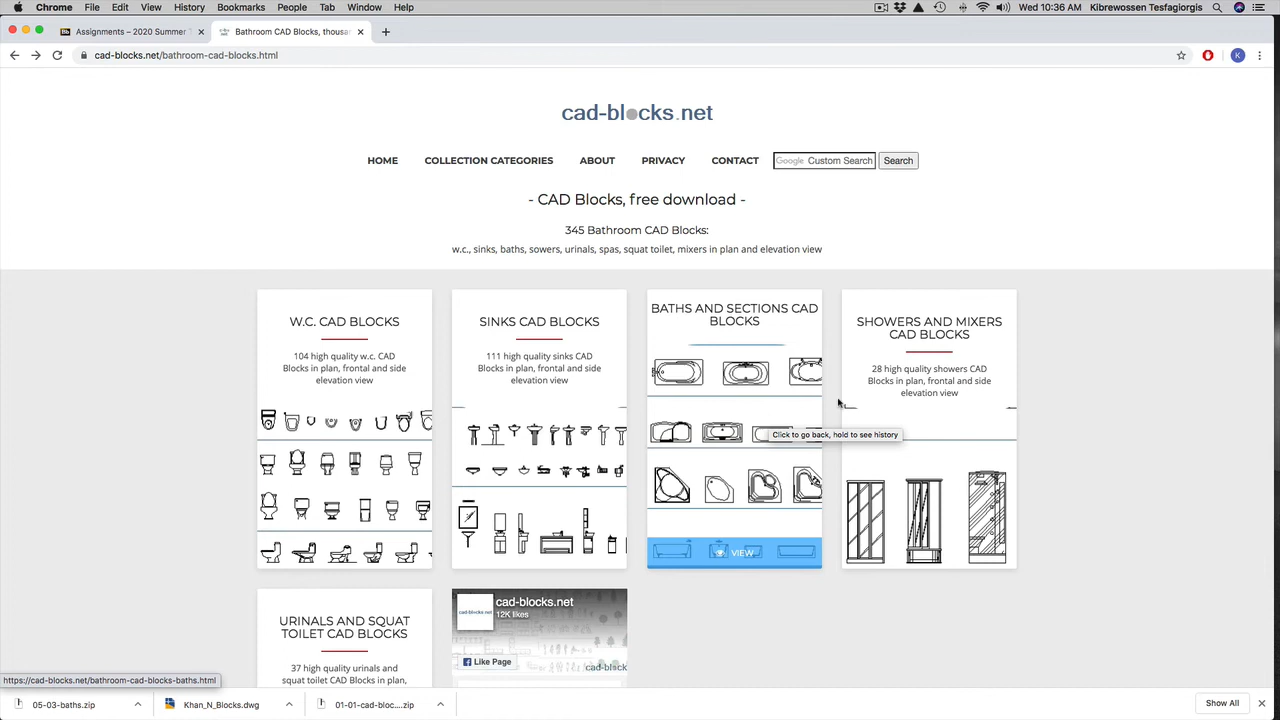 Chrome File Edit View History Bookmarks People Tab Window Help Wed 10:36 AM Kibrewossen Tesfagiorgis
Bb Assignments – 2020 Summer Bathroom CAD Blocks, thousa
cad-blocks.net/bathroom-cad-blocks.html K
cad-blocks.net
HOME COLLECTION CATEGORIES ABOUT PRIVACY CONTACT Google Custom Search Search
- CAD Blocks, free download -
345 Bathroom CAD Blocks:
w.c., sinks, baths, sowers, urinals, spas, squat toilet, mixers in plan and elevation view
W.C. CAD BLOCKS
104 high quality w.c. CAD
Blocks in plan, frontal and side
elevation view
SINKS CAD BLOCKS
111 high quality sinks CAD
Blocks in plan, frontal and side
elevation view
BATHS AND SECTIONS CAD
BLOCKS
VIEW
SHOWERS AND MIXERS
CAD BLOCKS
28 high quality showers CAD
Blocks in plan, frontal and side
elevation view
Click to go back, hold to see history
URINALS AND SQUAT
TOILET CAD BLOCKS
37 high quality urinals and
squat toilet CAD Blocks in plan,
cad-blocks.net
cad-blocks.net
12K likes
Like Page
cad-block
https://cad-blocks.net/bathroom-cad-blocks-baths.html
05-03-baths.zip Khan_N_Blocks.dwg 01-01-cad-bloc....zip Show All